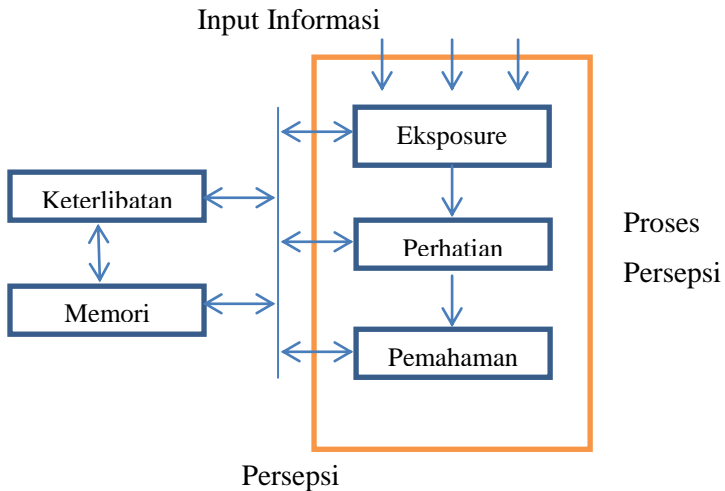 Input Informasi
Eksposure
Keterlibatan
Perhatian
Proses
Persepsi
Memori
Pemahaman
Persepsi